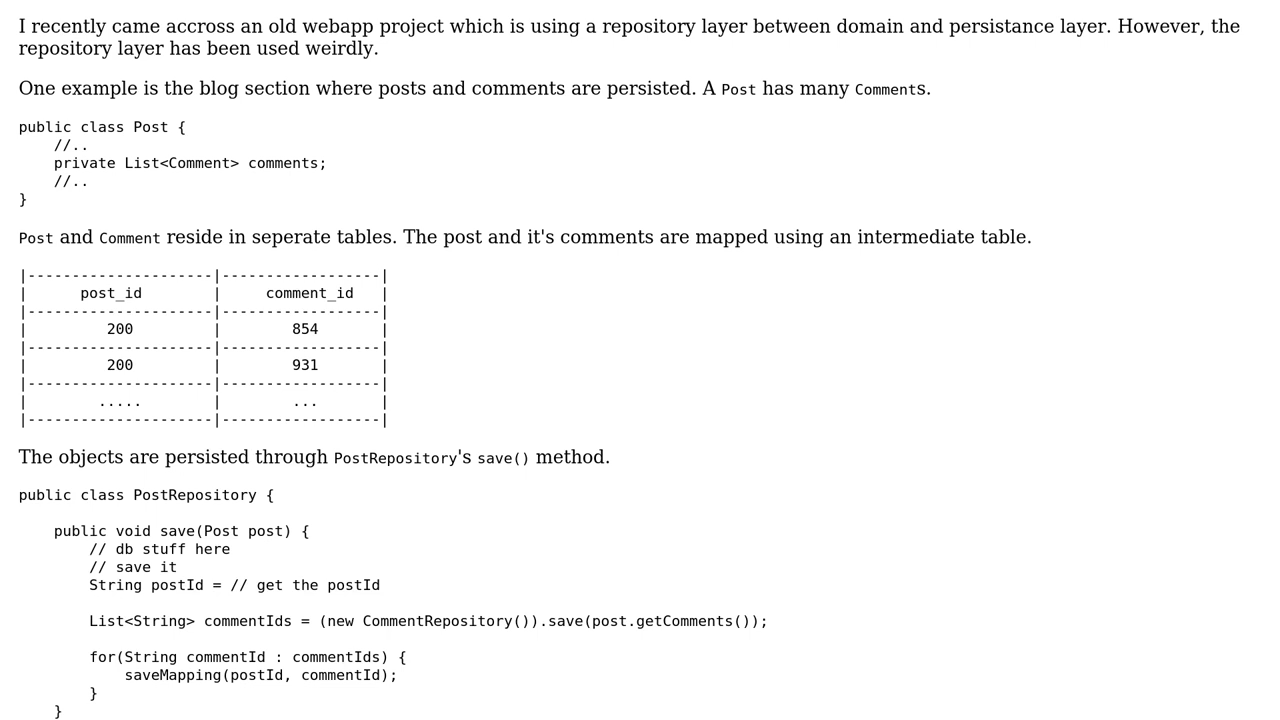 I recently came accross an old webapp project which is using a repository layer between domain and persistance layer. However, the
repository layer has been used weirdly.
One example is the blog section where posts and comments are persisted. A Post has many Comments.
public class Post {
    //..
    private List<Comment> comments;
    //..
}
Post and Comment reside in seperate tables. The post and it's comments are mapped using an intermediate table.
|---------------------|------------------|
|      post_id        |     comment_id   |
|---------------------|------------------|
|         200         |        854       |
|---------------------|------------------|
|         200         |        931       |
|---------------------|------------------|
|        .....        |        ...       |
|---------------------|------------------|
The objects are persisted through PostRepository's save() method.
public class PostRepository {
    public void save(Post post) {
        // db stuff here
        // save it
        String postId = // get the postId
        List<String> commentIds = (new CommentRepository()).save(post.getComments());
        for(String commentId : commentIds) {
            saveMapping(postId, commentId);
        }
    }